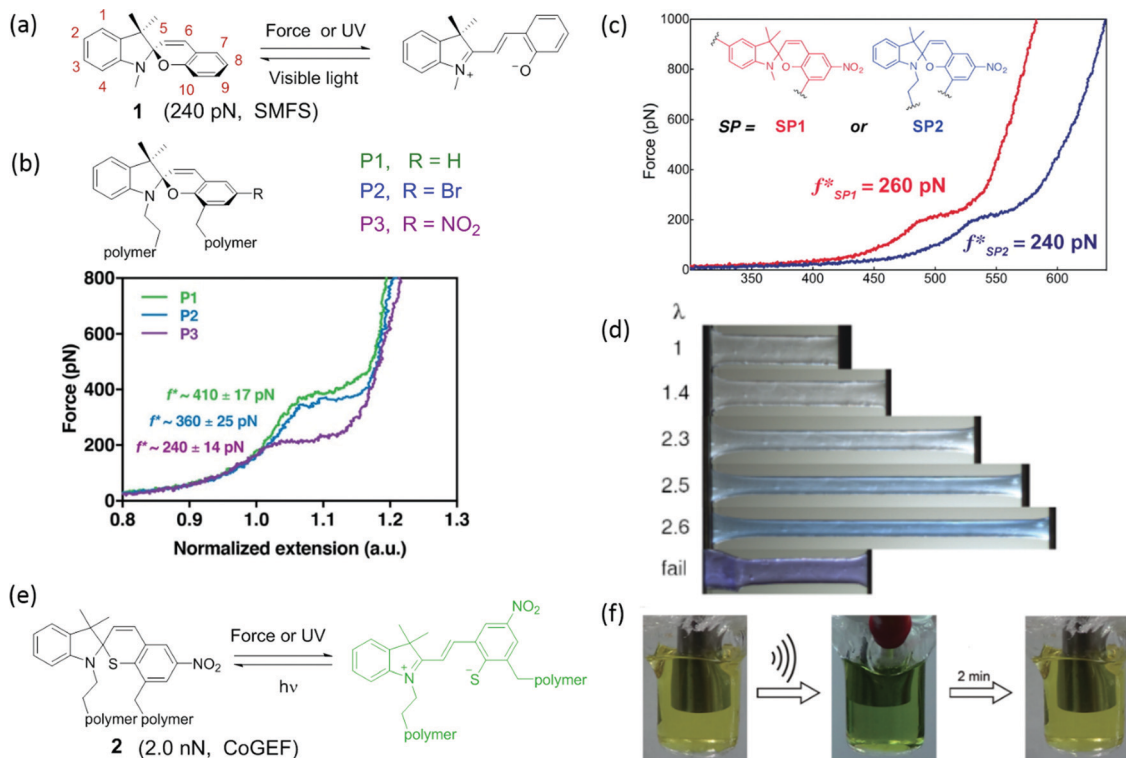 (a)
1
2
3
4
5
6
7
8
9
10
N
O
Force or UV
Visible light
N
+
⁻O
1 (240 pN, SMFS)
(b)
N
O
R
polymer
polymer
P1, R = H
P2, R = Br
P3, R = NO₂
800
600
400
200
0
Force (pN)
P1
P2
P3
f* ~ 410 ± 17 pN
f* ~ 360 ± 25 pN
f* ~ 240 ± 14 pN
0.8 0.9 1.0 1.1 1.2 1.3
Normalized extension (a.u.)
(c)
1000
800
600
400
200
0
Force (pN)
N
O
NO₂
N
O
NO₂
SP = SP1 or SP2
f*SP1 = 260 pN
f*SP2 = 240 pN
350 400 450 500 550 600
(d)
λ
1
1.4
2.3
2.5
2.6
fail
(e)
N
S
NO₂
polymer polymer
Force or UV
hν
NO₂
N
+
S
−
polymer
polymer
2 (2.0 nN, CoGEF)
(f)
2 min